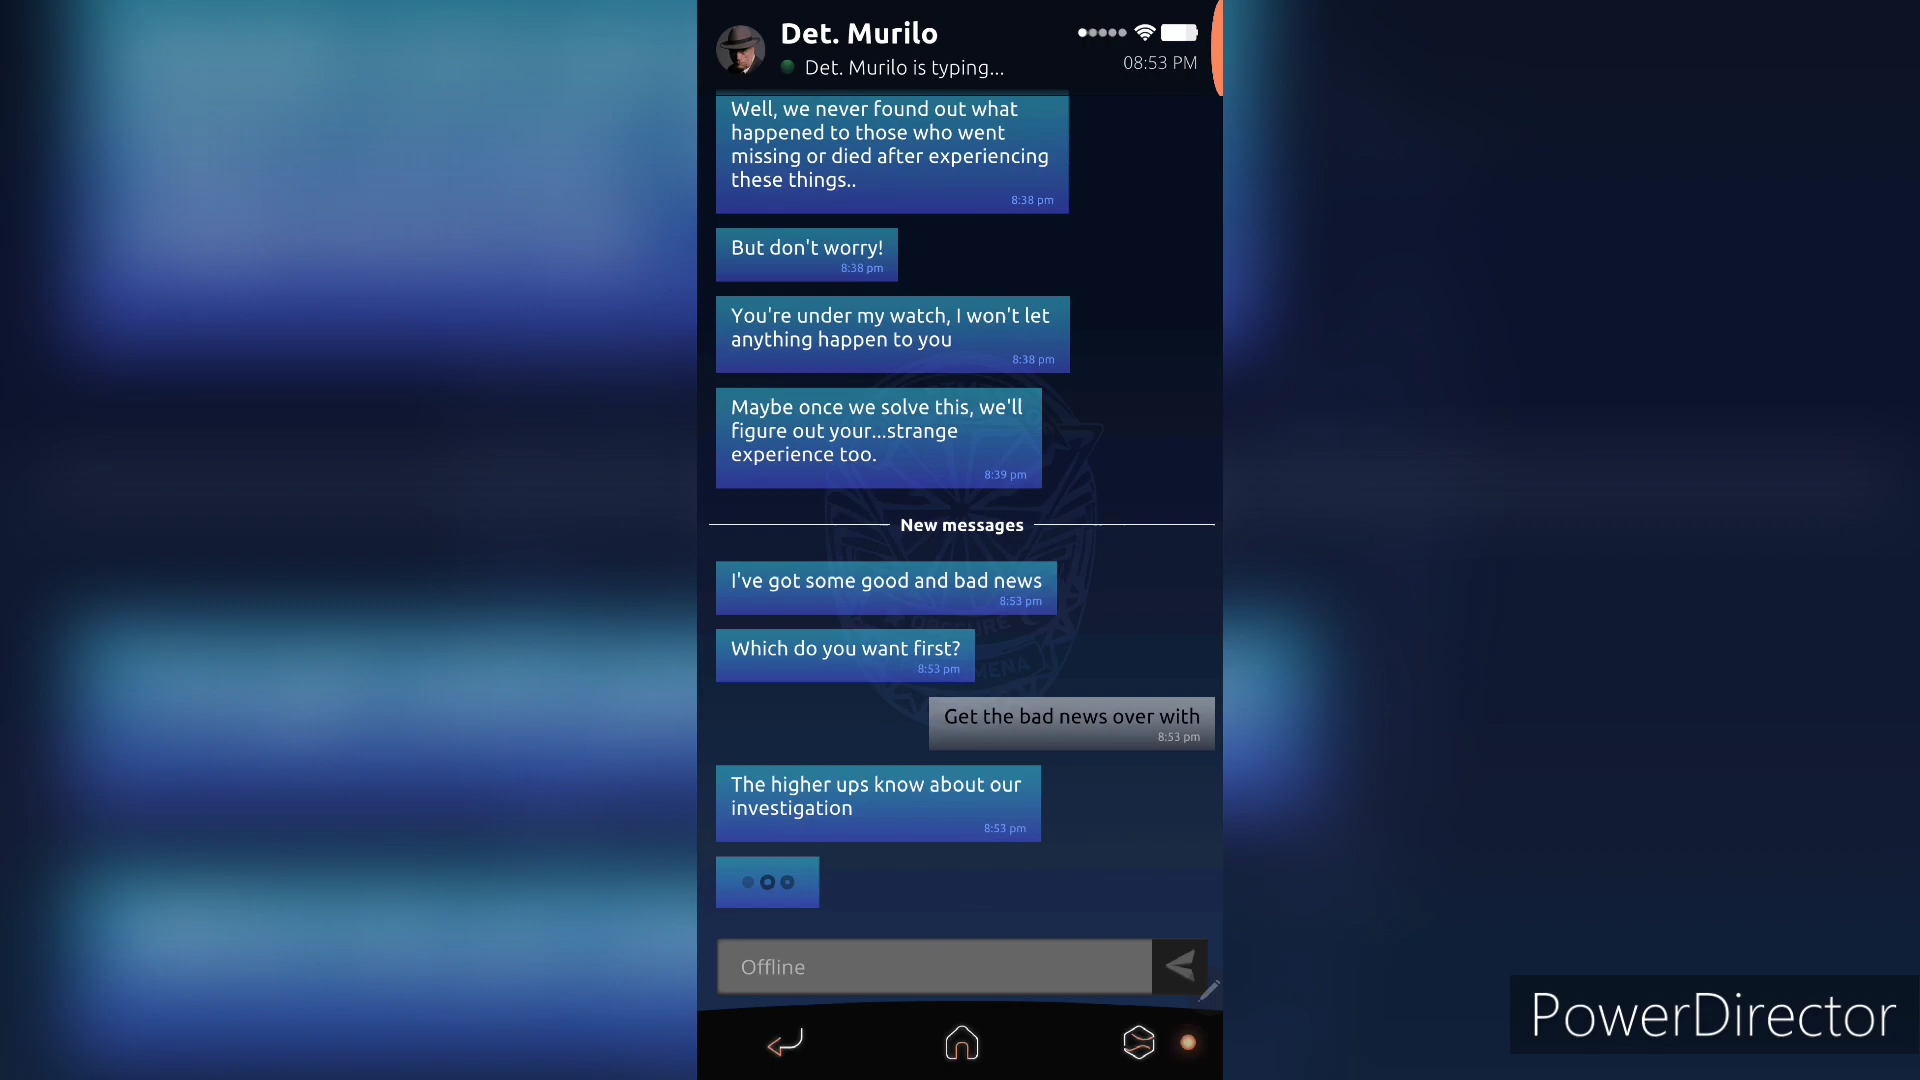 Det. Murilo
Det. Murilo is typing...
08:53 PM
Well, we never found out what
happened to those who went
missing or died after experiencing
these things..
8:38 pm
But don't worry!
8:38 pm
You're under my watch, I won't let
anything happen to you
8:38 pm
Maybe once we solve this, we'll
figure out your...strange
experience too.
8:39 pm
New messages
I've got some good and bad news
8:53 pm
Which do you want first?
8:53 pm
Get the bad news over with
8:53 pm
The higher ups know about our
investigation
8:53 pm
Offline
PowerDirector